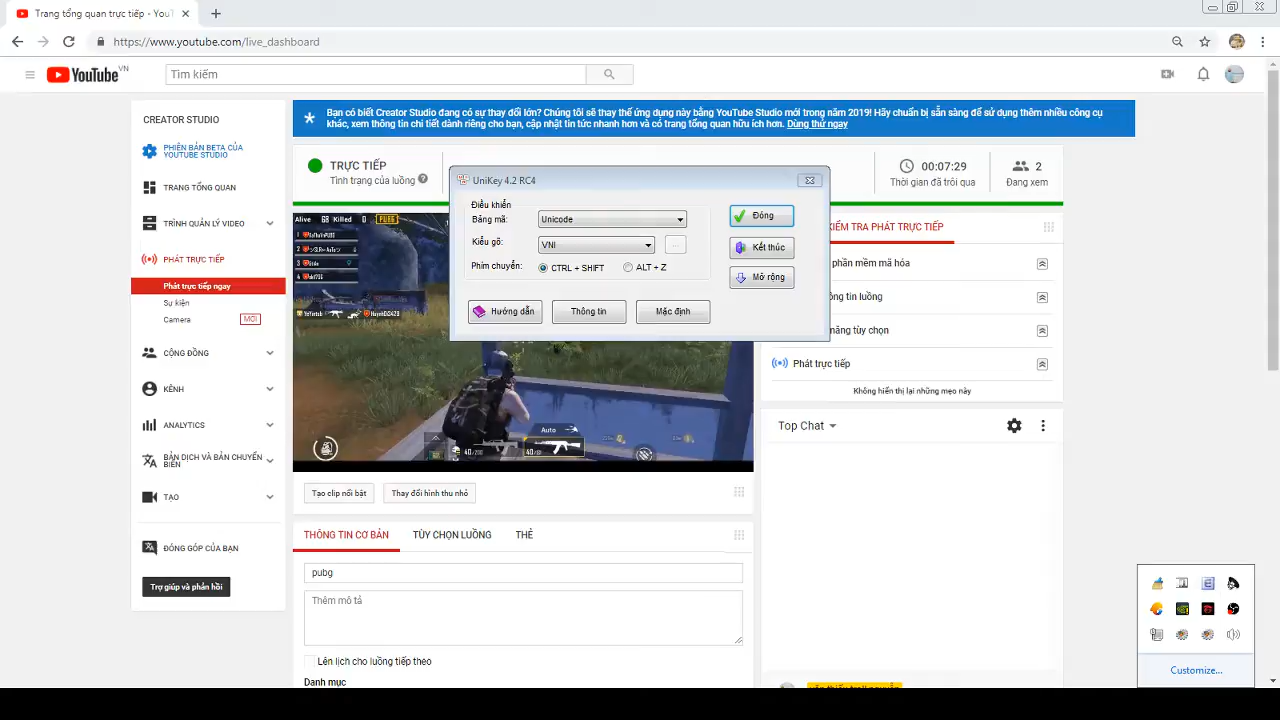 Trang tổng quan trực tiếp - You
https://www.youtube.com/live_dashboard
YouTube VN
Tìm kiếm
CREATOR STUDIO
PHIÊN BẢN BETA CỦA
YOUTUBE STUDIO
TRANG TỔNG QUAN
TRÌNH QUẢN LÝ VIDEO
PHÁT TRỰC TIẾP
Phát trực tiếp ngay
Sự kiện
Camera
MỚI
CỘNG ĐỒNG
KÊNH
ANALYTICS
BẢN DỊCH VÀ BẢN CHUYỂN
BIÊN
TẠO
ĐÓNG GÓP CỦA BẠN
Trợ giúp và phản hồi
Bạn có biết Creator Studio đang có sự thay đổi lớn? Chúng tôi sẽ thay thế ứng dụng này bằng YouTube Studio mới trong năm 2019! Hãy chuẩn bị sẵn sàng để sử dụng thêm nhiều công cụ
khác, xem thông tin chi tiết dành riêng cho bạn, cập nhật tin tức nhanh hơn và có trang tổng quan hữu ích hơn. Dùng thử ngay
TRỰC TIẾP
Tình trạng của luồng
00:07:29
Thời gian đã trôi qua
2
Đang xem
UniKey 4.2 RC4
Điều khiển
Bảng mã:
Unicode
Kiểu gõ:
VNI
...
Phím chuyển:
CTRL + SHIFT
ALT + Z
Đóng
Kết thúc
Mở rộng
Hướng dẫn
Thông tin
Mặc định
Alive 68 Killed 0 PUBG
1
2
3
4
Auto
Tạo clip nổi bật
Thay đổi hình thu nhỏ
THÔNG TIN CƠ BẢN
TÙY CHỌN LUỒNG
THẺ
pubg
Thêm mô tả
Lên lịch cho luồng tiếp theo
Danh mục
KIỂM TRA PHÁT TRỰC TIẾP
phần mềm mã hóa
ông tin luồng
năng tùy chọn
Phát trực tiếp
Không hiển thị lại những mẹo này
Top Chat
Customize...